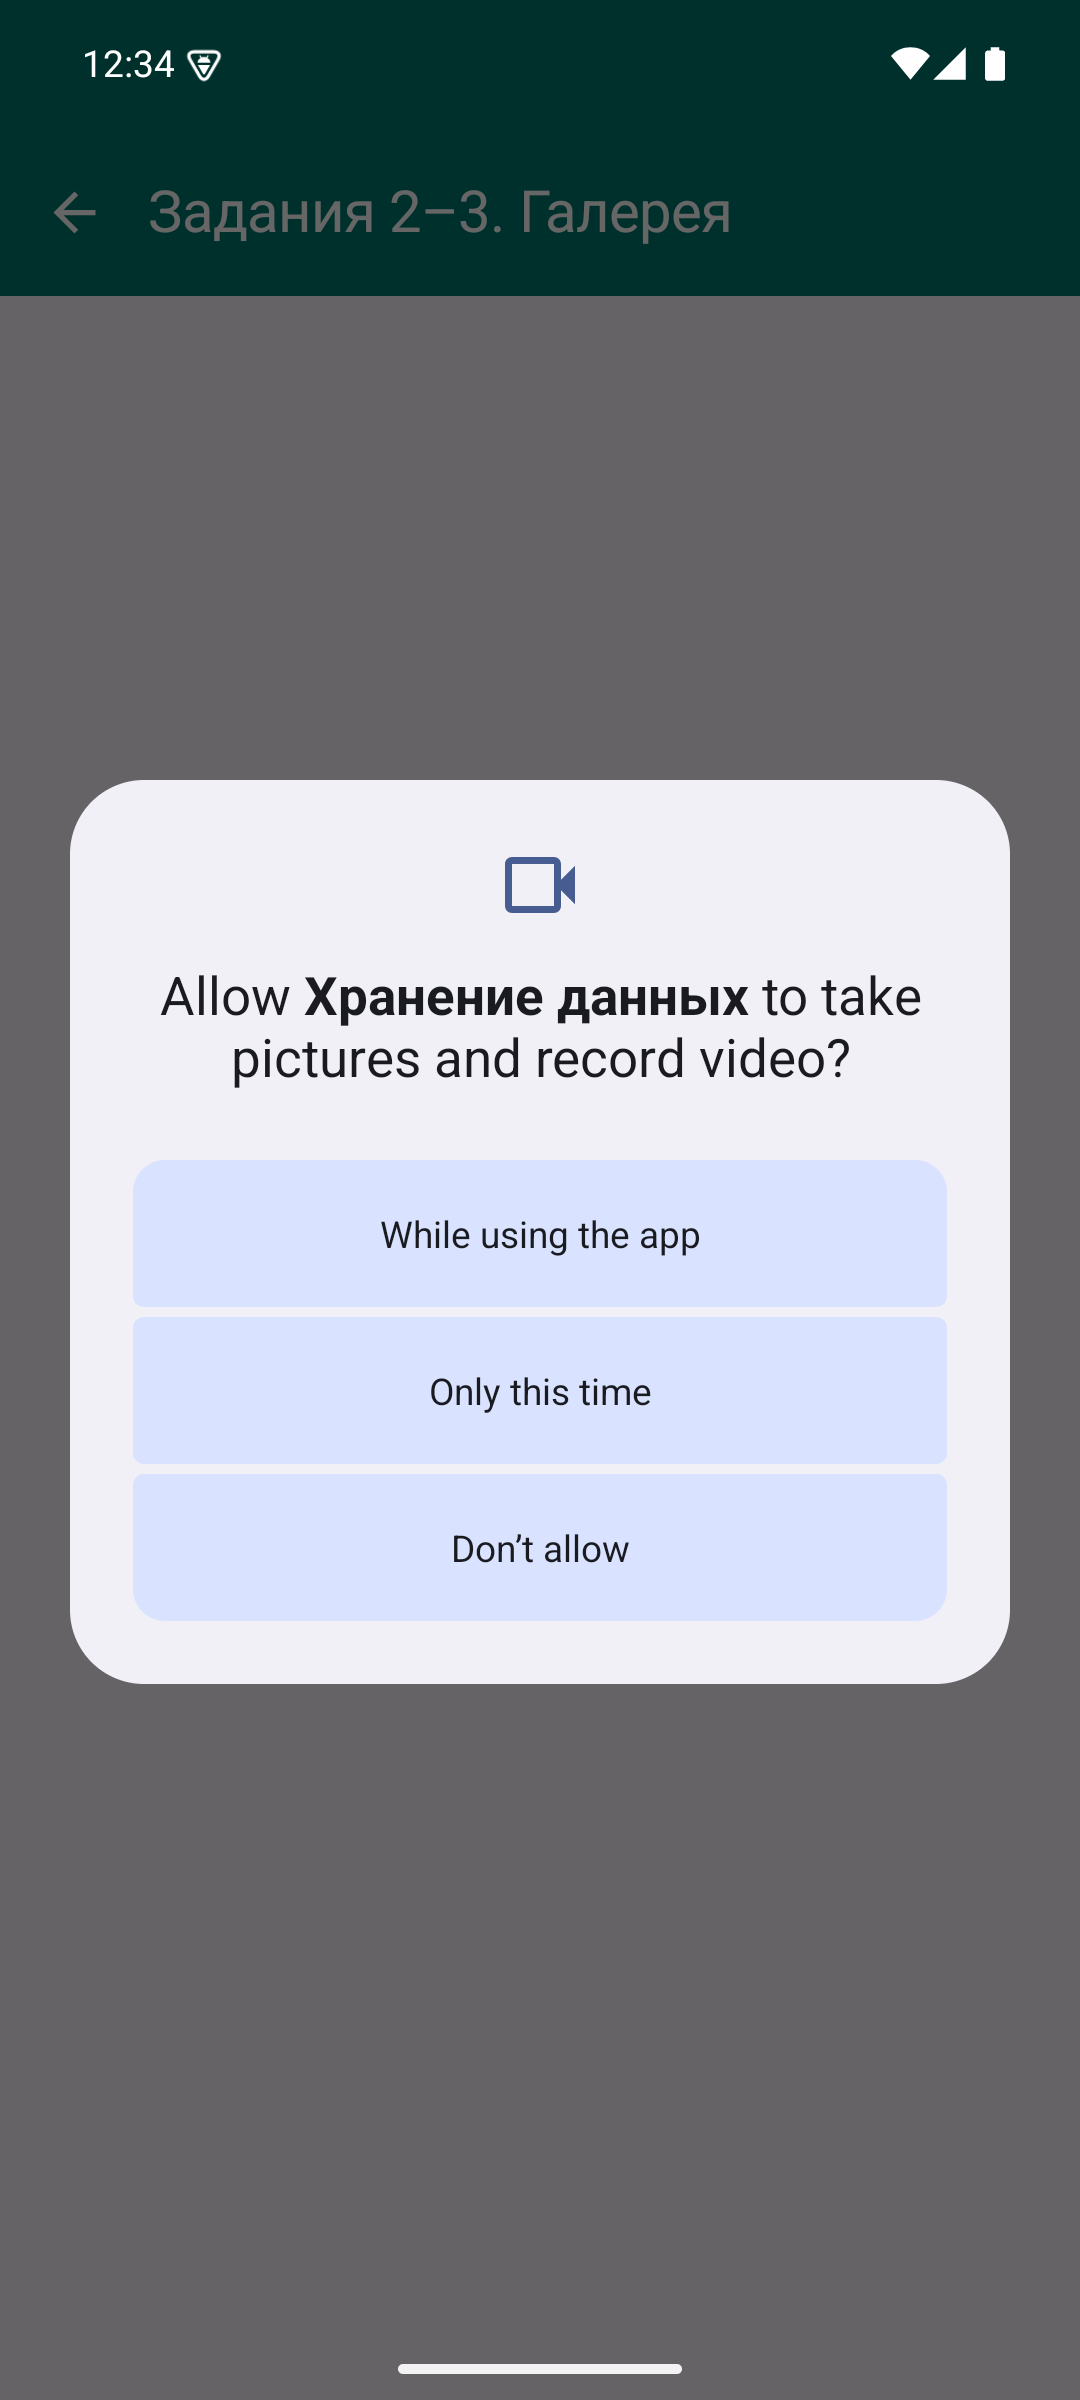 12:34
Задания 2–3. Галерея
Allow Хранение данных to take
pictures and record video?
While using the app
Only this time
Don’t allow